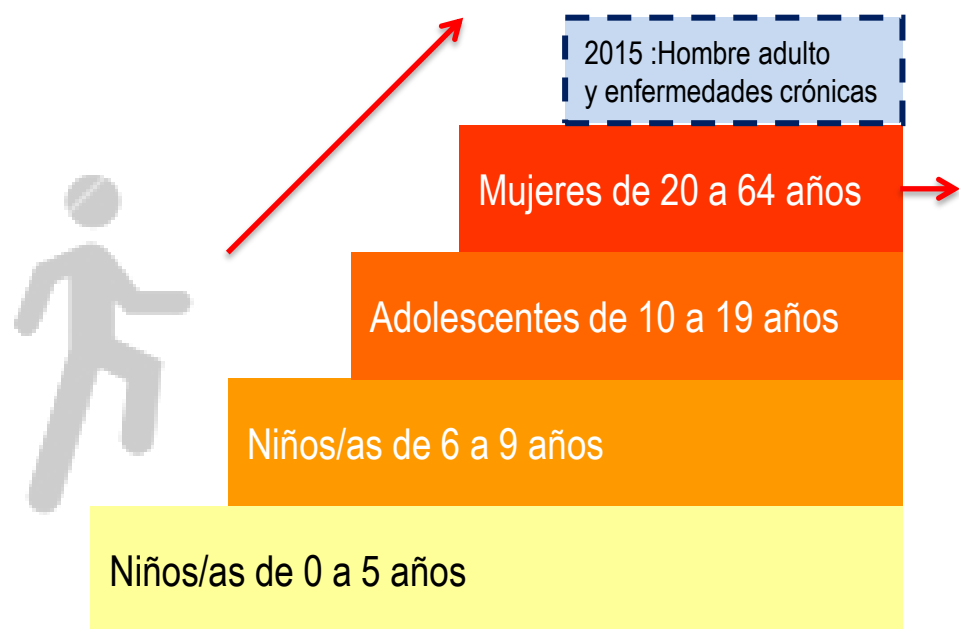 2015 :Hombre adulto
y enfermedades crónicas
Mujeres de 20 a 64 años
Adolescentes de 10 a 19 años
Niños/as de 6 a 9 años
Niños/as de 0 a 5 años